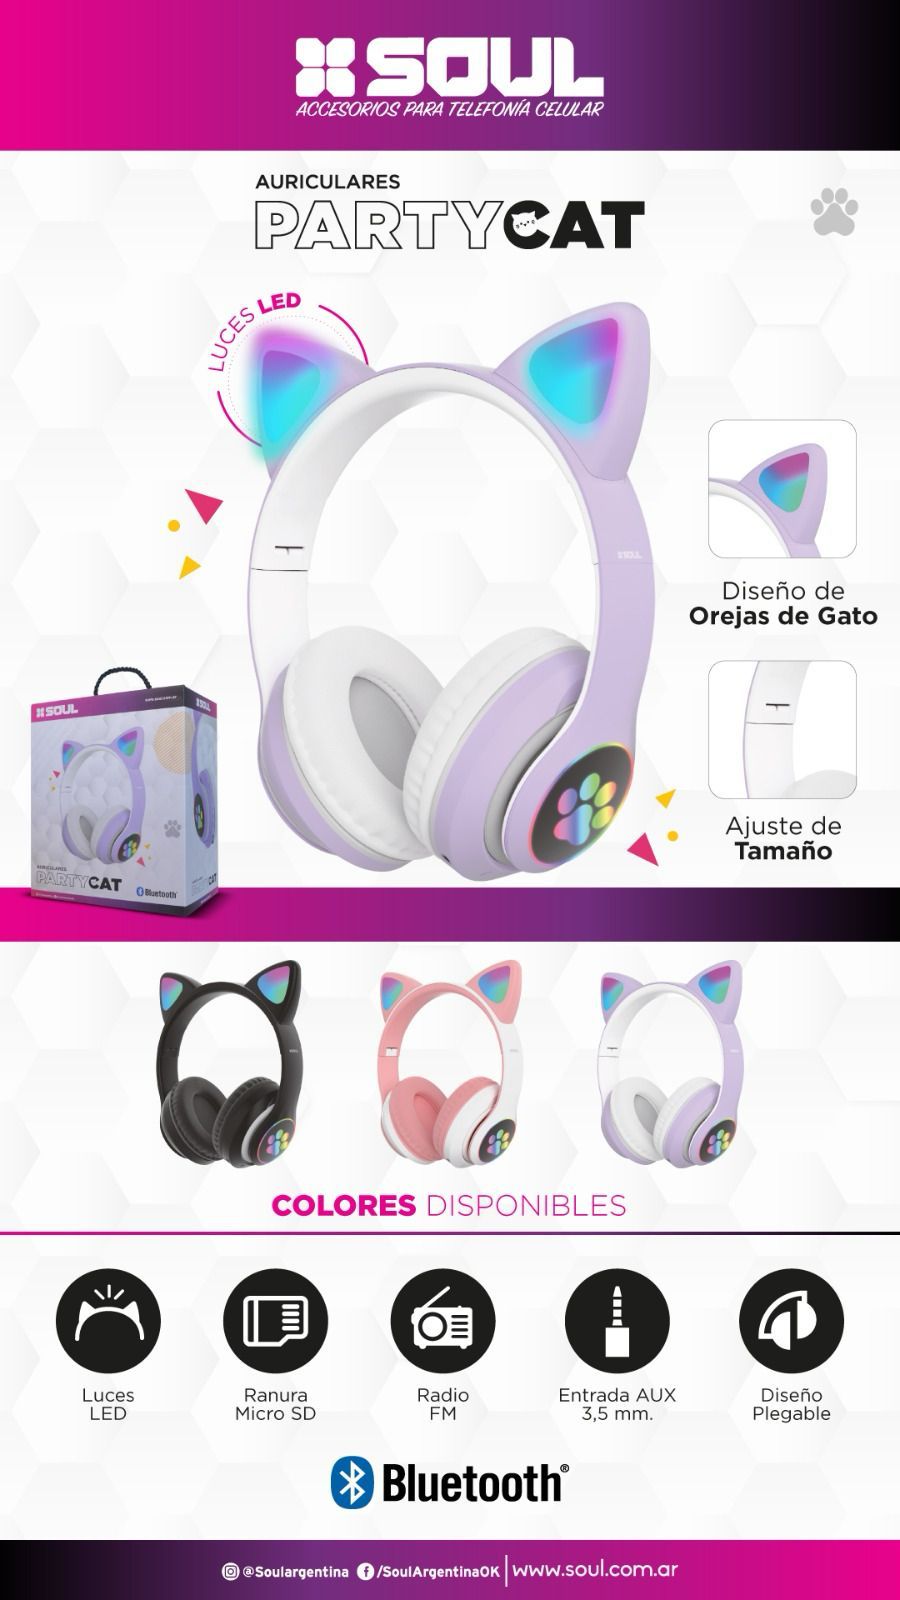 SOUL
ACCESORIOS PARA TELEFONÍA CELULAR
AURICULARES
PARTYCAT
LUCES LED
SOUL
Diseño de
Orejas de Gato
SOUL
SOUL
AURICULARES
PARTYCAT
Bluetooth
Ajuste de
Tamaño
COLORES DISPONIBLES
Luces
LED
Ranura
Micro SD
Radio
FM
Entrada AUX
3,5 mm.
Diseño
Plegable
Bluetooth®
@Soulargentina /SoulArgentinaOK | www.soul.com.ar